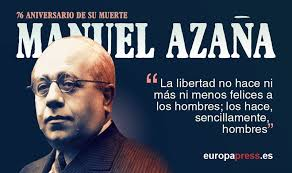 76 ANIVERSARIO DE SU MUERTE
MANUEL AZAÑA
“La libertad no hace ni
más ni menos felices a
los hombres; los hace,
sencillamente,
hombres”
europapress.es